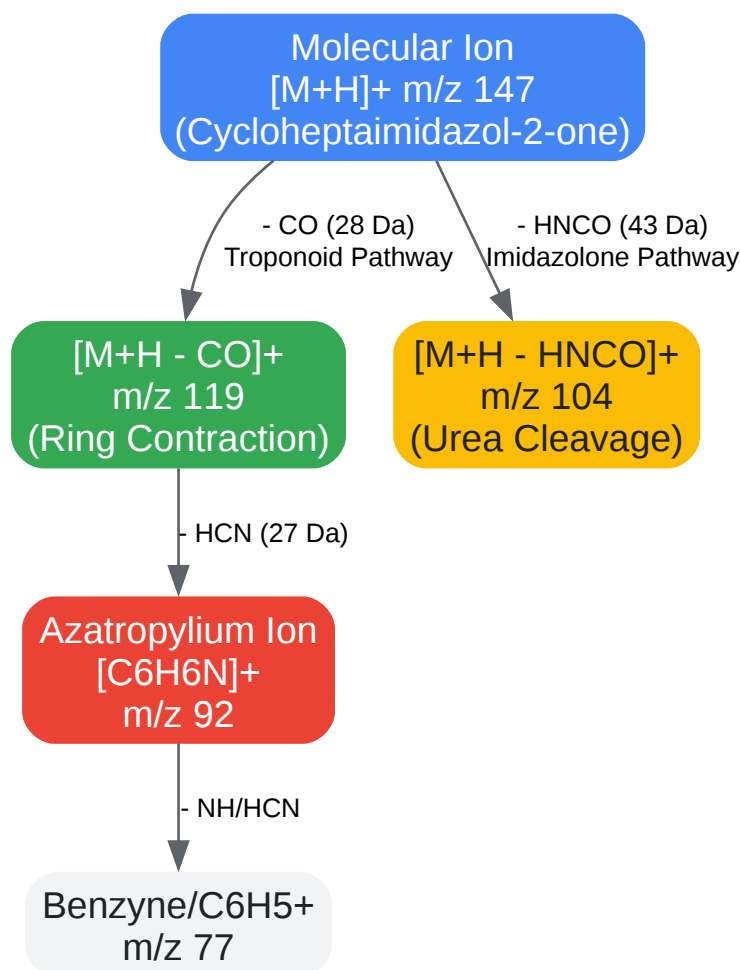 Molecular Ion
[M+H]+ m/z 147
(Cycloheptaimidazol-2-one)
- CO (28 Da)
Troponoid Pathway
- HNCO (43 Da)
Imidazolone Pathway
[M+H - CO]+
m/z 119
(Ring Contraction)
[M+H - HNCO]+
m/z 104
(Urea Cleavage)
- HCN (27 Da)
Azatropylium Ion
[C6H6N]+
m/z 92
- NH/HCN
Benzyne/C6H5+
m/z 77